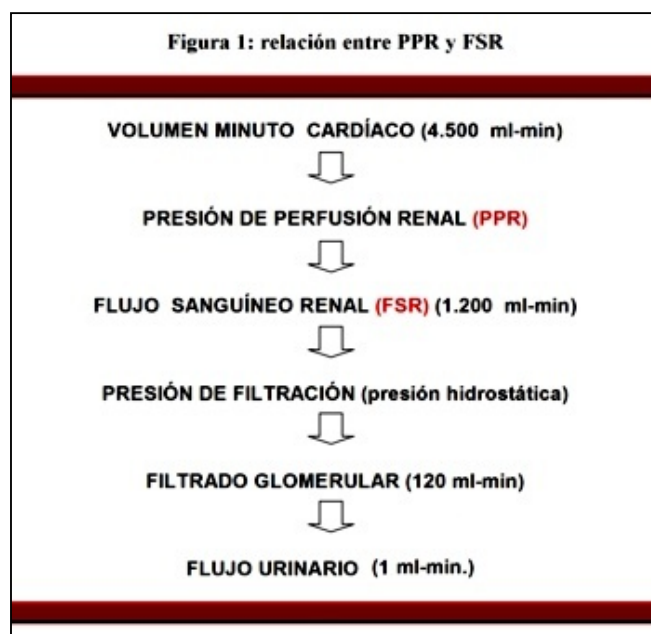 Figura 1: relación entre PPR y FSR
VOLUMEN MINUTO CARDÍACO (4.500 ml-min)
PRESIÓN DE PERFUSIÓN RENAL (PPR)
FLUJO SANGUÍNEO RENAL (FSR) (1.200 ml-min)
PRESIÓN DE FILTRACIÓN (presión hidrostática)
FILTRADO GLOMERULAR (120 ml-min)
FLUJO URINARIO (1 ml-min.)